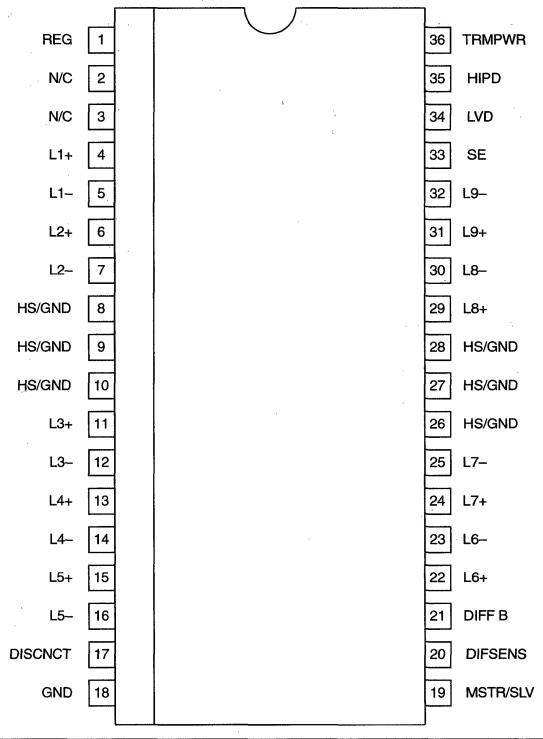 REG 1 36 TRMPWR
N/C 2 35 HIPD
N/C 3 34 LVD
L1+ 4 33 SE
L1– 5 32 L9–
L2+ 6 31 L9+
L2– 7 30 L8–
HS/GND 8 29 L8+
HS/GND 9 28 HS/GND
HS/GND 10 27 HS/GND
L3+ 11 26 HS/GND
L3– 12 25 L7–
L4+ 13 24 L7+
L4– 14 23 L6–
L5+ 15 22 L6+
L5– 16 21 DIFF B
DISCNCT 17 20 DIFSENS
GND 18 19 MSTR/SLV